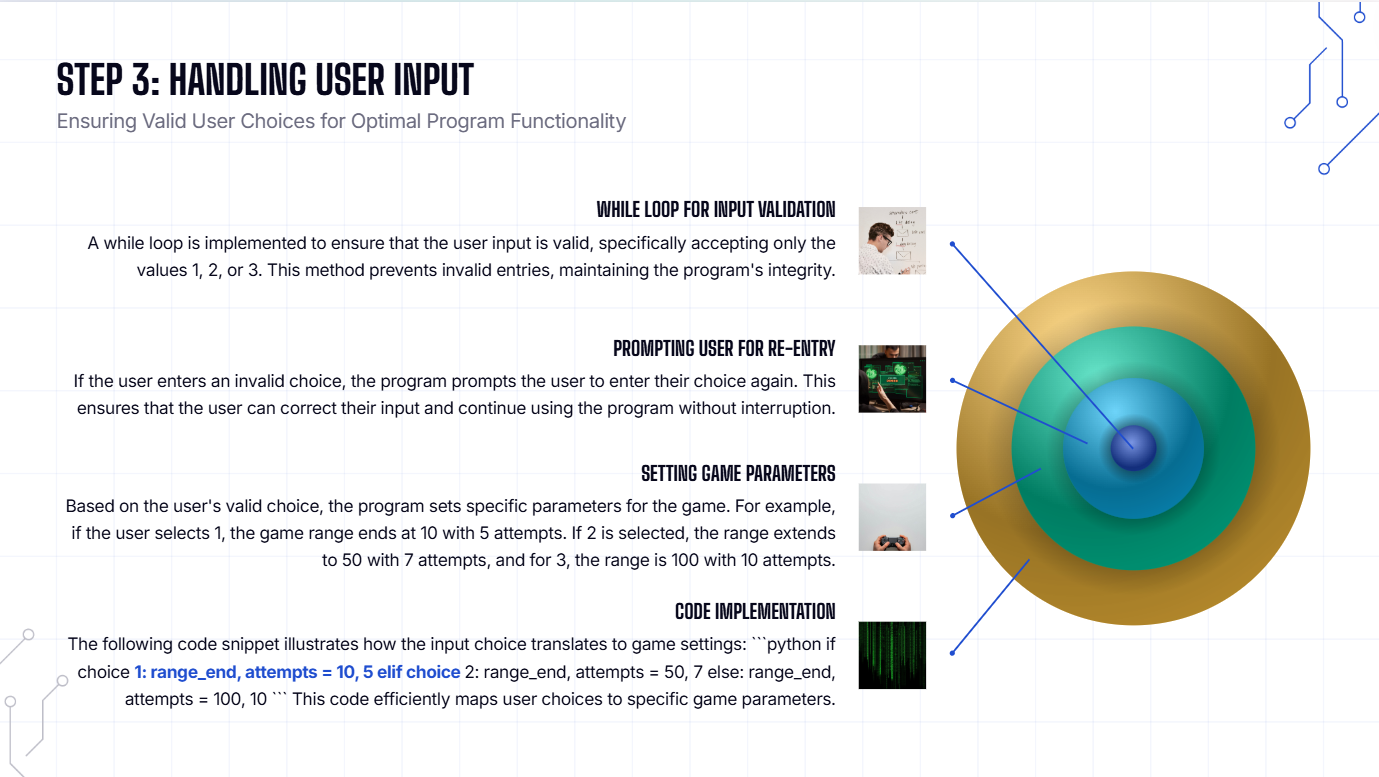 STEP 3: HANDLING USER INPUT
Ensuring Valid User Choices for Optimal Program Functionality
WHILE LOOP FOR INPUT VALIDATION
A while loop is implemented to ensure that the user input is valid, specifically accepting only the
values 1, 2, or 3. This method prevents invalid entries, maintaining the program's integrity.
PROMPTING USER FOR RE-ENTRY
If the user enters an invalid choice, the program prompts the user to enter their choice again. This
ensures that the user can correct their input and continue using the program without interruption.
SETTING GAME PARAMETERS
Based on the user's valid choice, the program sets specific parameters for the game. For example,
if the user selects 1, the game range ends at 10 with 5 attempts. If 2 is selected, the range extends
to 50 with 7 attempts, and for 3, the range is 100 with 10 attempts.
CODE IMPLEMENTATION
The following code snippet illustrates how the input choice translates to game settings: ```python if
choice 1: range_end, attempts = 10, 5 elif choice 2: range_end, attempts = 50, 7 else: range_end,
attempts = 100, 10 ``` This code efficiently maps user choices to specific game parameters.